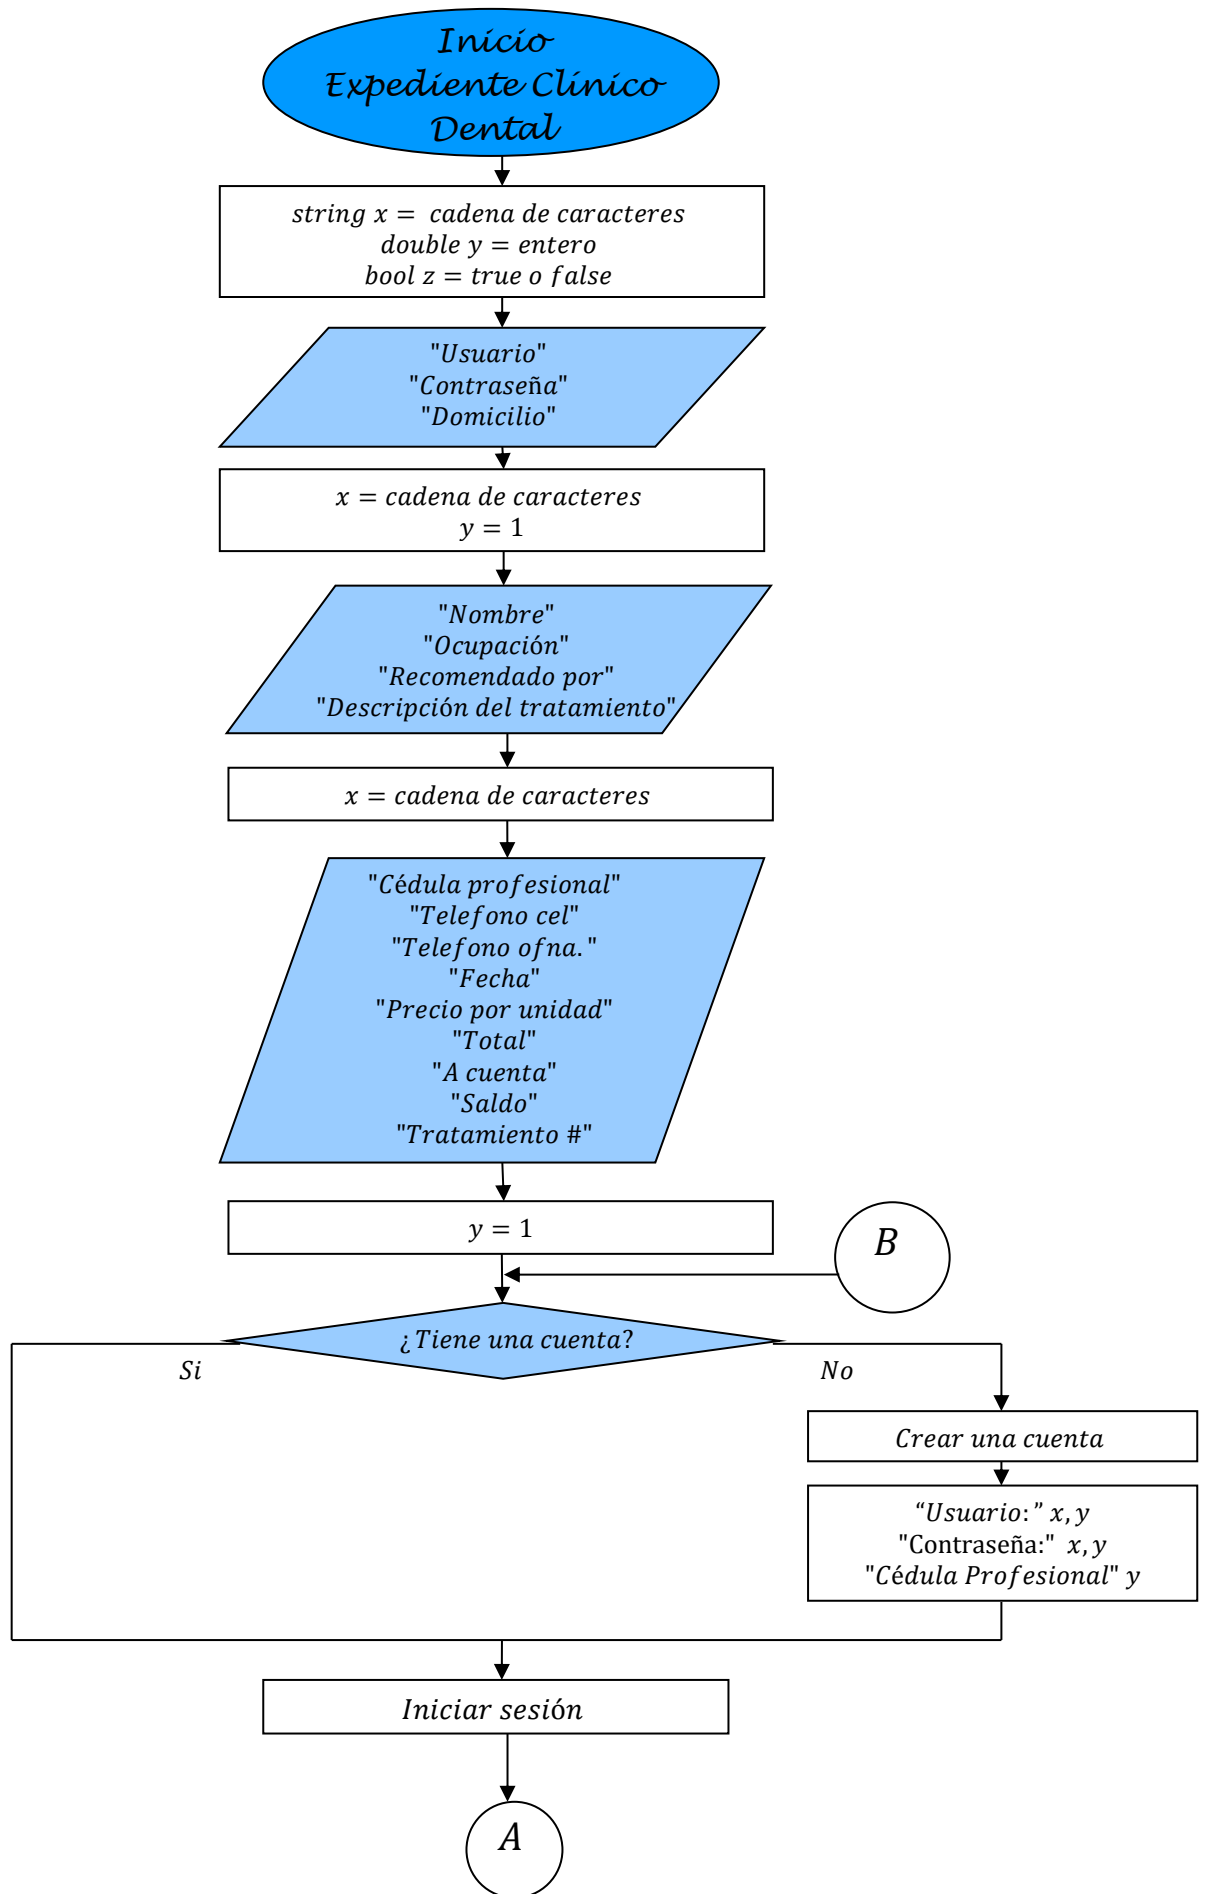 Inicio
Expediente Clínico
Dental
string x = cadena de caracteres
double y = entero
bool z = true o false
"Usuario"
"Contraseña"
"Domicilio"
x = cadena de caracteres
y = 1
"Nombre"
"Ocupación"
"Recomendado por"
"Descripción del tratamiento"
x = cadena de caracteres
"Cédula profesional"
"Telefono cel"
"Telefono ofna."
"Fecha"
"Precio por unidad"
"Total"
"A cuenta"
"Saldo"
"Tratamiento #"
y = 1
B
¿Tiene una cuenta?
Si
No
Crear una cuenta
“Usuario:” x, y
"Contraseña:" x, y
"Cédula Profesional" y
Iniciar sesión
A